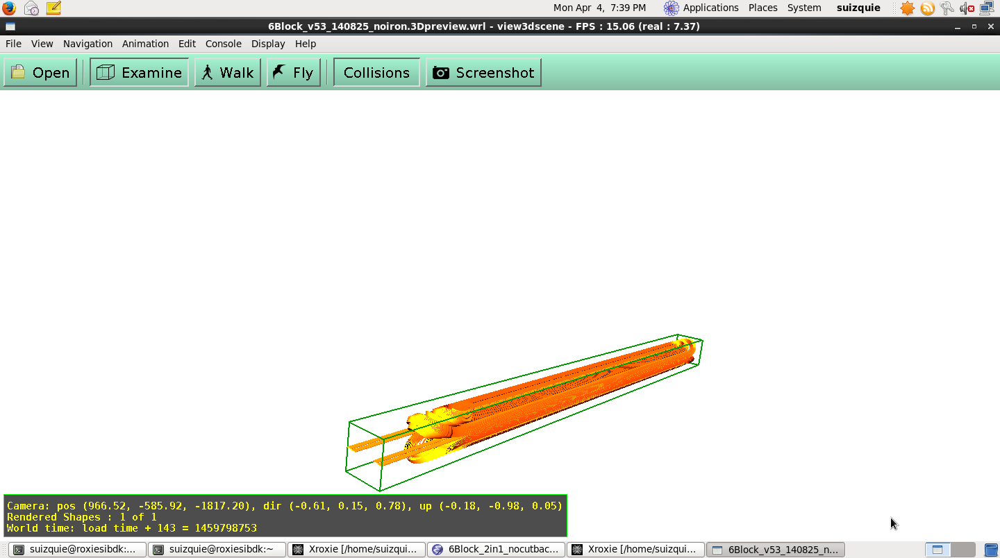 Mon Apr  4,  7:39 PM Applications Places System suizquie
6Block_v53_140825_noiron.3Dpreview.wrl - view3dscene - FPS : 15.06 (real : 7.37)
File View Navigation Animation Edit Console Display Help
Open Examine Walk Fly Collisions Screenshot
Camera: pos (966.52, -585.92, -1817.20), dir (-0.61, 0.15, 0.78), up (-0.18, -0.98, 0.05)
Rendered Shapes : 1 of 1
World time: load time + 143 = 1459798753
suizquie@roxiesibdk:... suizquie@roxiesibdk:~ Xroxie [/home/suizqui... 6Block_2in1_nocutbac... Xroxie [/home/suizqui... 6Block_v53_140825_n...